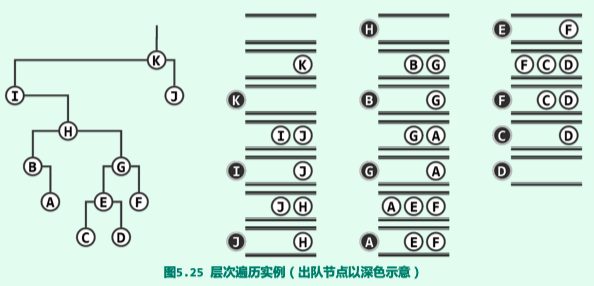 K
I J
H
B G
A E F
C D
H E F
K B G F C D
K B G F C D
I J G A C D
I J G A D
J H A E F
J H A E F
图5.25 层次遍历实例（出队节点以深色示意）